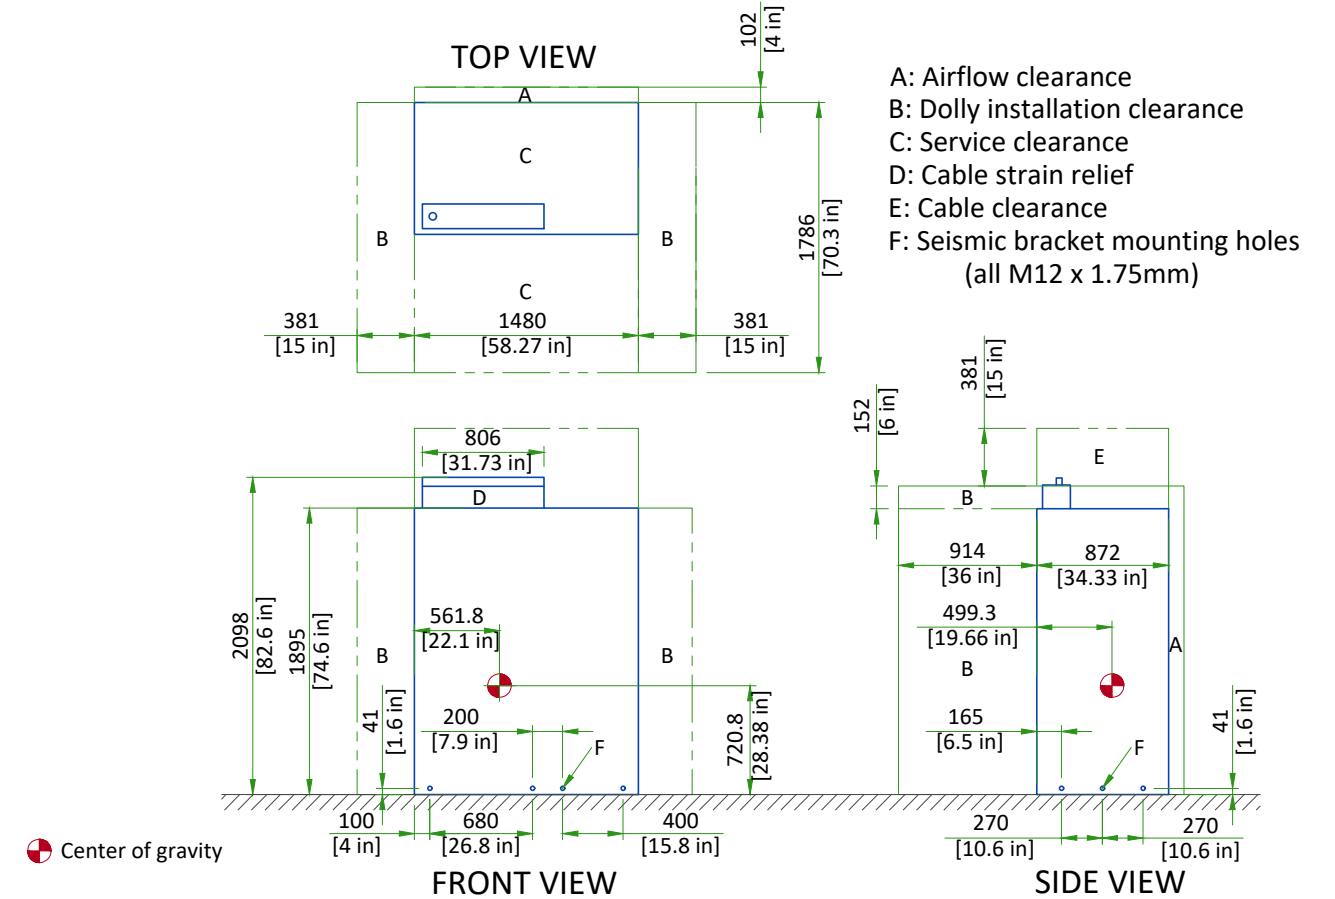 TOP VIEW
102
[4 in]
A
C
B
B
C
381
[15 in]
1480
[58.27 in]
381
[15 in]
1786
[70.3 in]
A: Airflow clearance
B: Dolly installation clearance
C: Service clearance
D: Cable strain relief
E: Cable clearance
F: Seismic bracket mounting holes
(all M12 x 1.75mm)
806
[31.73 in]
D
2098
[82.6 in]
1895
[74.6 in]
561.8
[22.1 in]
B
B
41
[1.6 in]
200
[7.9 in]
F
720.8
[28.38 in]
100
[4 in]
680
[26.8 in]
400
[15.8 in]
Center of gravity
FRONT VIEW
381
[15 in]
152
[6 in]
E
B
914
[36 in]
872
[34.33 in]
499.3
[19.66 in]
A
B
165
[6.5 in]
F
41
[1.6 in]
270
[10.6 in]
270
[10.6 in]
SIDE VIEW